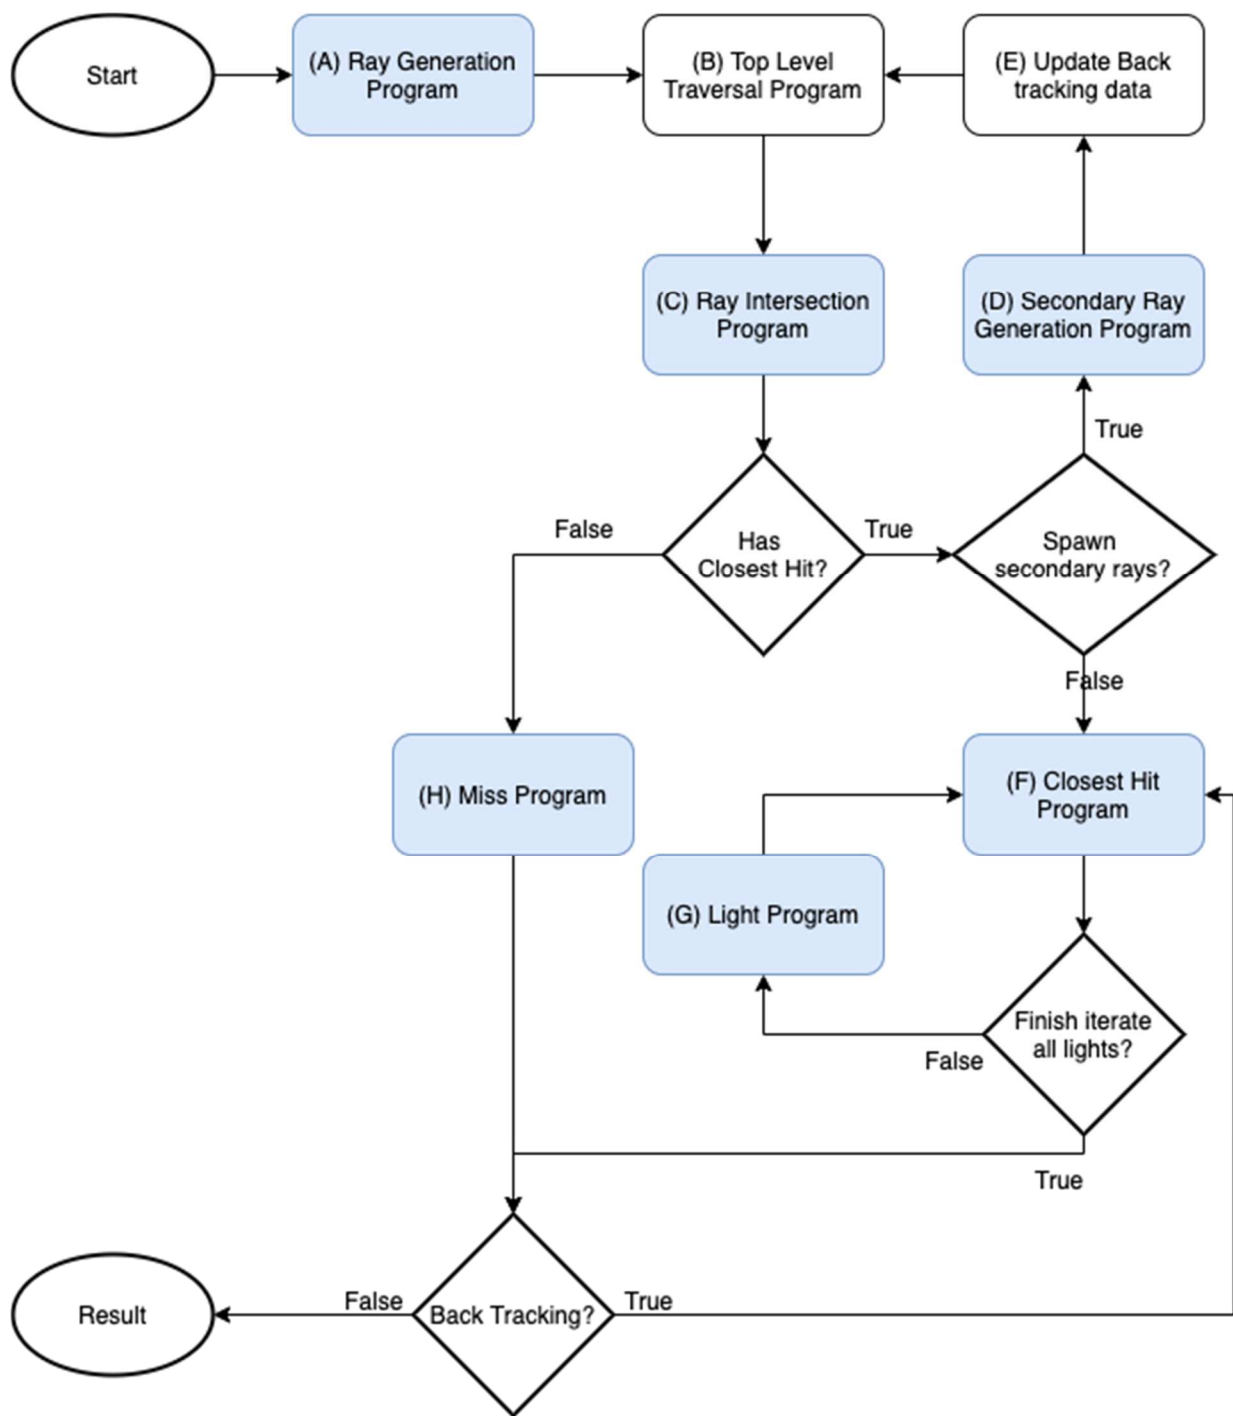 Start
(A) Ray Generation
Program
(B) Top Level
Traversal Program
(E) Update Back
tracking data
(C) Ray Intersection
Program
(D) Secondary Ray
Generation Program
True
False
Has
Closest Hit?
True
Spawn
secondary rays?
False
(H) Miss Program
(F) Closest Hit
Program
(G) Light Program
Finish iterate
all lights?
False
True
Result
False
Back Tracking?
True